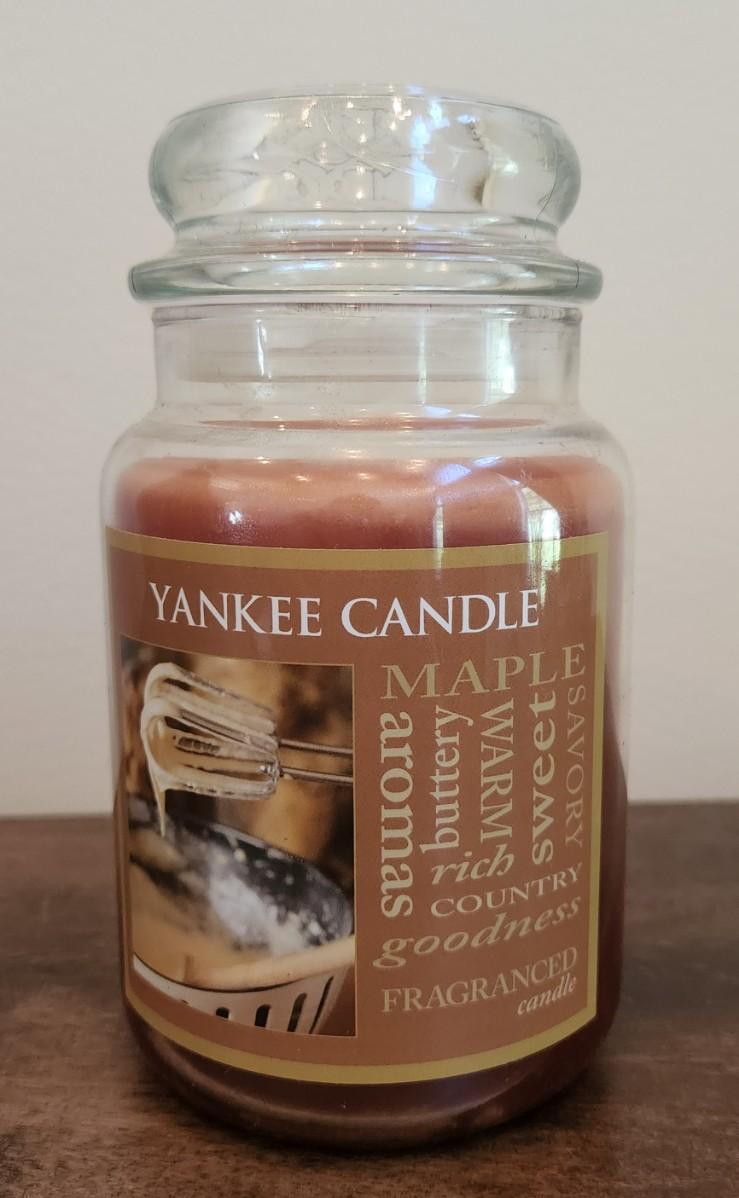 YANKEE CANDLE
MAPLE
aromas
buttery
WARM
sweet
SAVORY
rich
COUNTRY
goodness
FRAGRANCED
candle